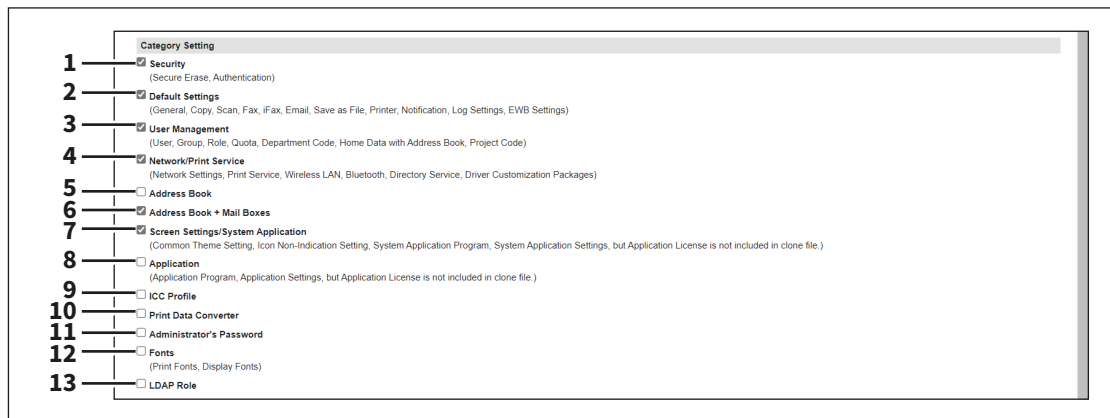 Category Setting
1 Security
(Secure Erase, Authentication)
2 Default Settings
(General, Copy, Scan, Fax, iFax, Email, Save as File, Printer, Notification, Log Settings, EWB Settings)
3 User Management
(User, Group, Role, Quota, Department Code, Home Data with Address Book, Project Code)
4 Network/Print Service
(Network Settings, Print Service, Wireless LAN, Bluetooth, Directory Service, Driver Customization Packages)
5 Address Book
6 Address Book + Mail Boxes
7 Screen Settings/System Application
(Common Theme Setting, Icon Non-Indication Setting, System Application Program, System Application Settings, but Application License is not included in clone file.)
8 Application
(Application Program, Application Settings, but Application License is not included in clone file.)
9 ICC Profile
10 Print Data Converter
11 Administrator's Password
12 Fonts
(Print Fonts, Display Fonts)
13 LDAP Role